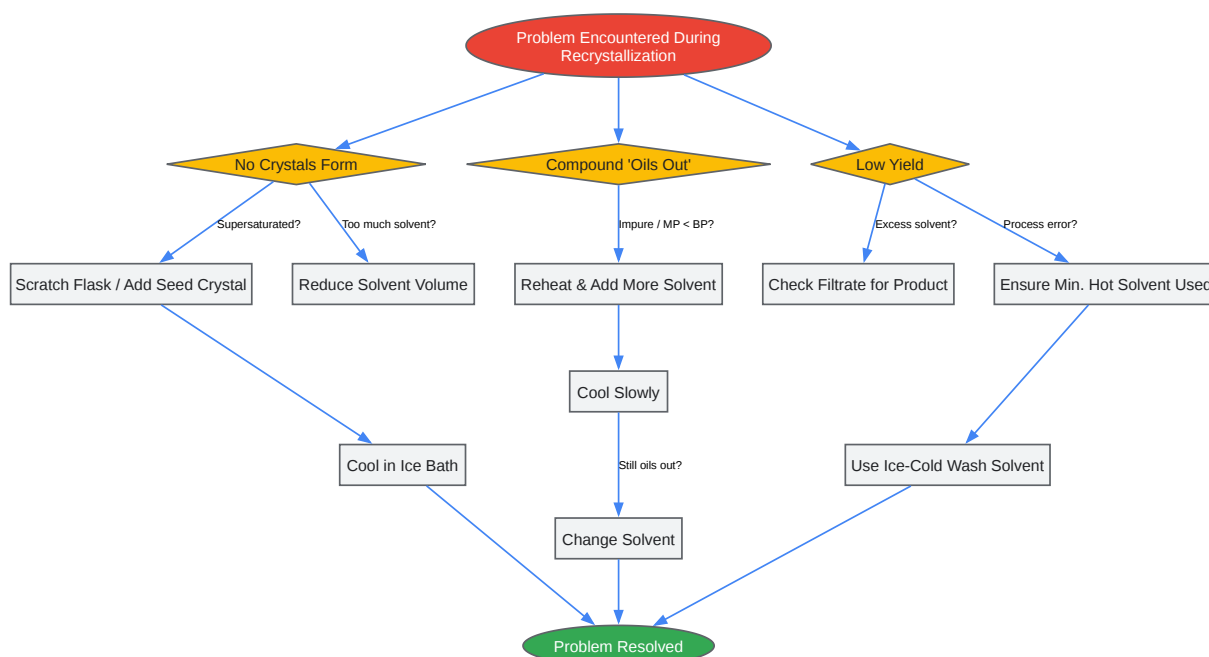 Problem Encountered During
Recrystallization
No Crystals Form
Compound 'Oils Out'
Low Yield
Supersaturated?
Too much solvent?
Impure / MP < BP?
Excess solvent?
Process error?
Scratch Flask / Add Seed Crystal
Reduce Solvent Volume
Reheat & Add More Solvent
Check Filtrate for Product
Ensure Min. Hot Solvent Used
Cool Slowly
Cool in Ice Bath
Still oils out?
Use Ice-Cold Wash Solvent
Change Solvent
Problem Resolved